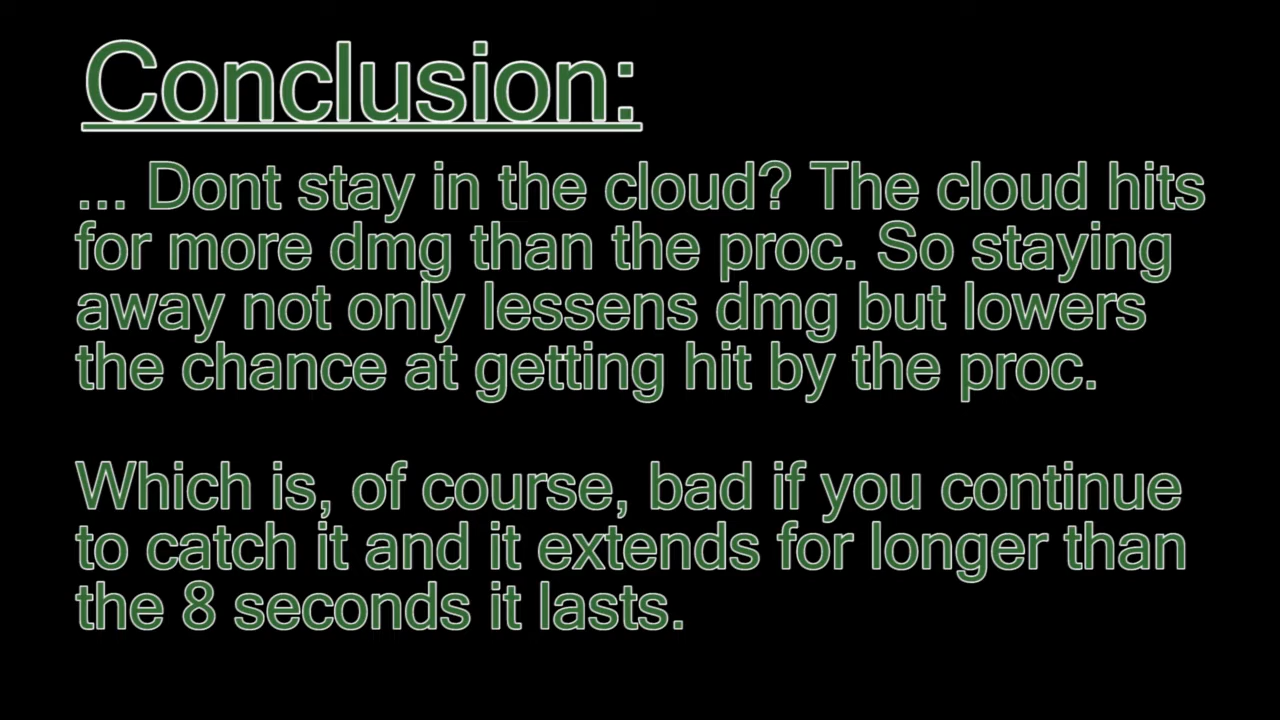 Conclusion:
... Dont stay in the cloud? The cloud hits
for more dmg than the proc. So staying
away not only lessens dmg but lowers
the chance at getting hit by the proc.
Which is, of course, bad if you continue
to catch it and it extends for longer than
the 8 seconds it lasts.